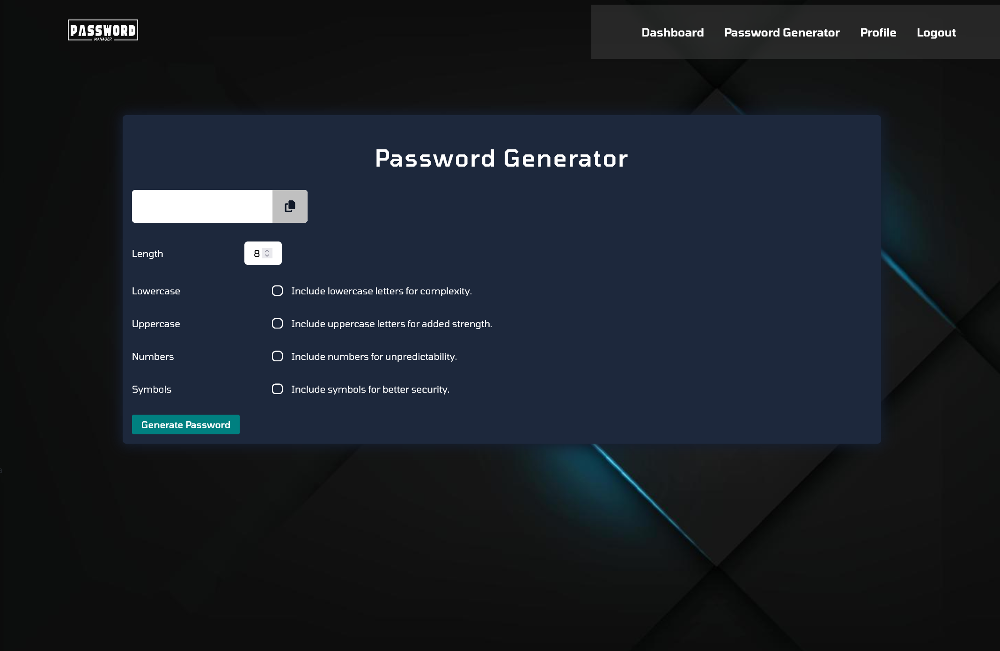 PASSWORD
MANAGER
Dashboard Password Generator Profile Logout
Password Generator
Length 8
Lowercase Include lowercase letters for complexity.
Uppercase Include uppercase letters for added strength.
Numbers Include numbers for unpredictability.
Symbols Include symbols for better security.
Generate Password